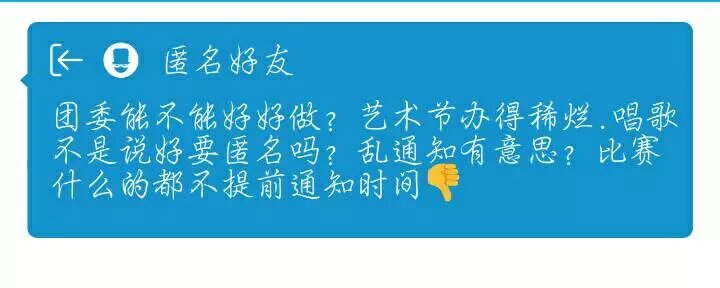 匿名好友
团委能不能好好做？艺术节办得稀烂.唱歌
不是说好要匿名吗？乱通知有意思？比赛
什么的都不提前通知时间👎